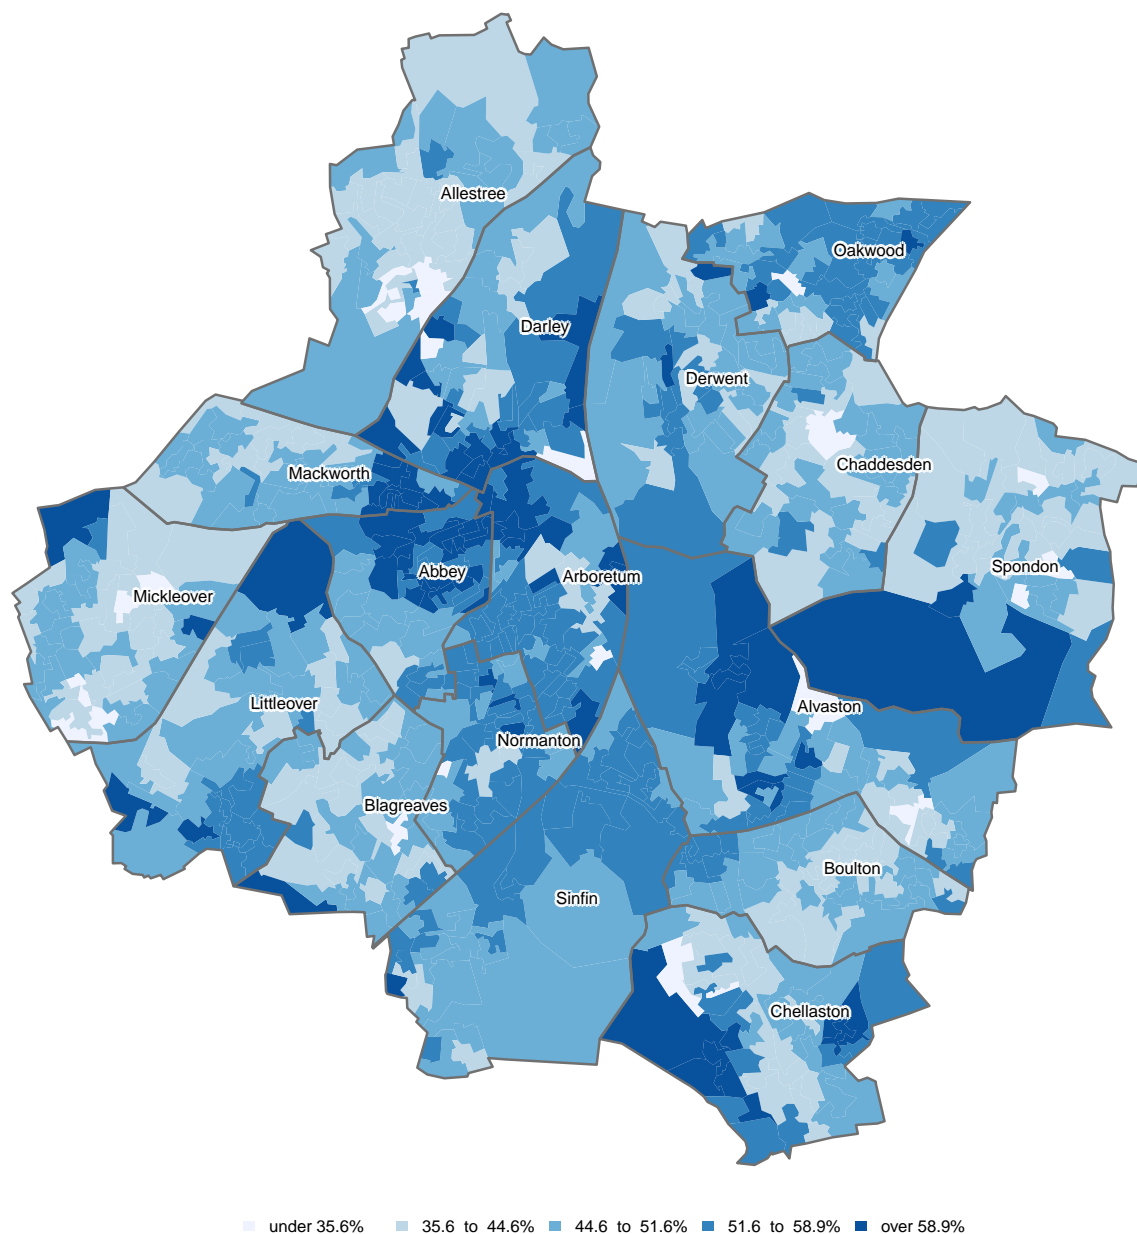 Allestree
Oakwood
Darley
Derwent
Chaddesden
Mackworth
Spondon
Abbey
Arboretum
Mickleover
Littleover
Alvaston
Normanton
Blagreaves
Boulton
Sinfin
Chellaston
under 35.6% 35.6 to 44.6% 44.6 to 51.6% 51.6 to 58.9% over 58.9%